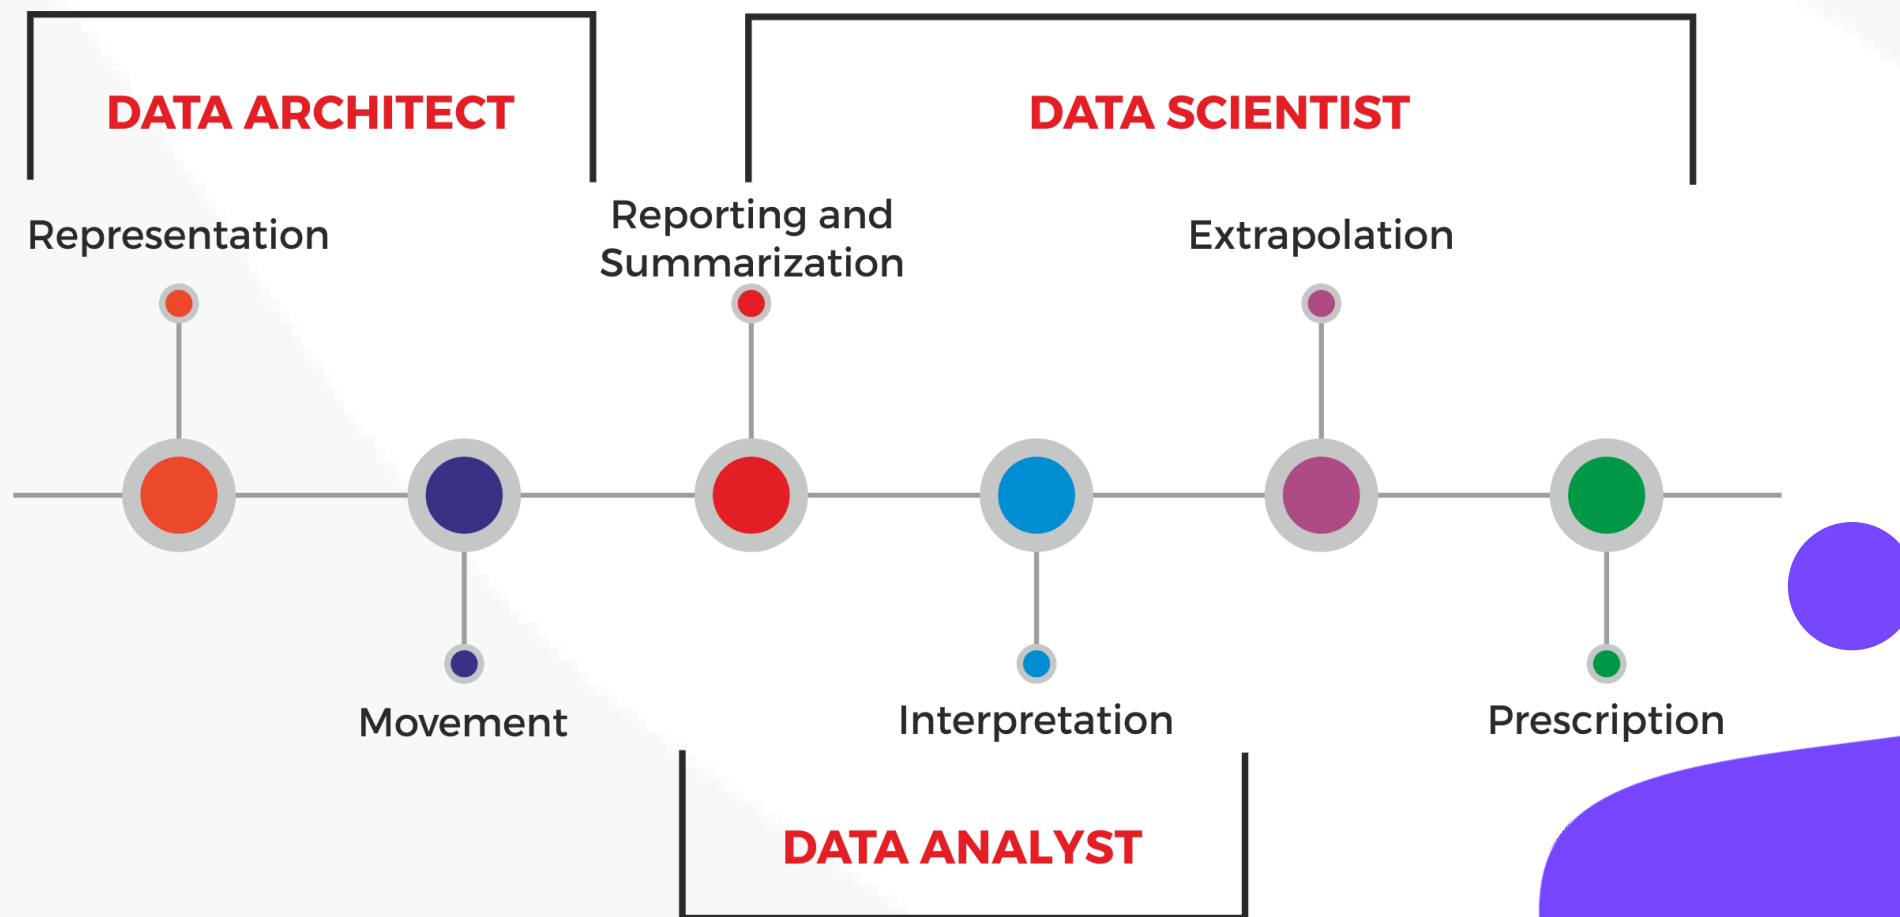 DATA ARCHITECT
DATA SCIENTIST
Representation
Reporting and
Summarization
Extrapolation
Movement
Interpretation
Prescription
DATA ANALYST